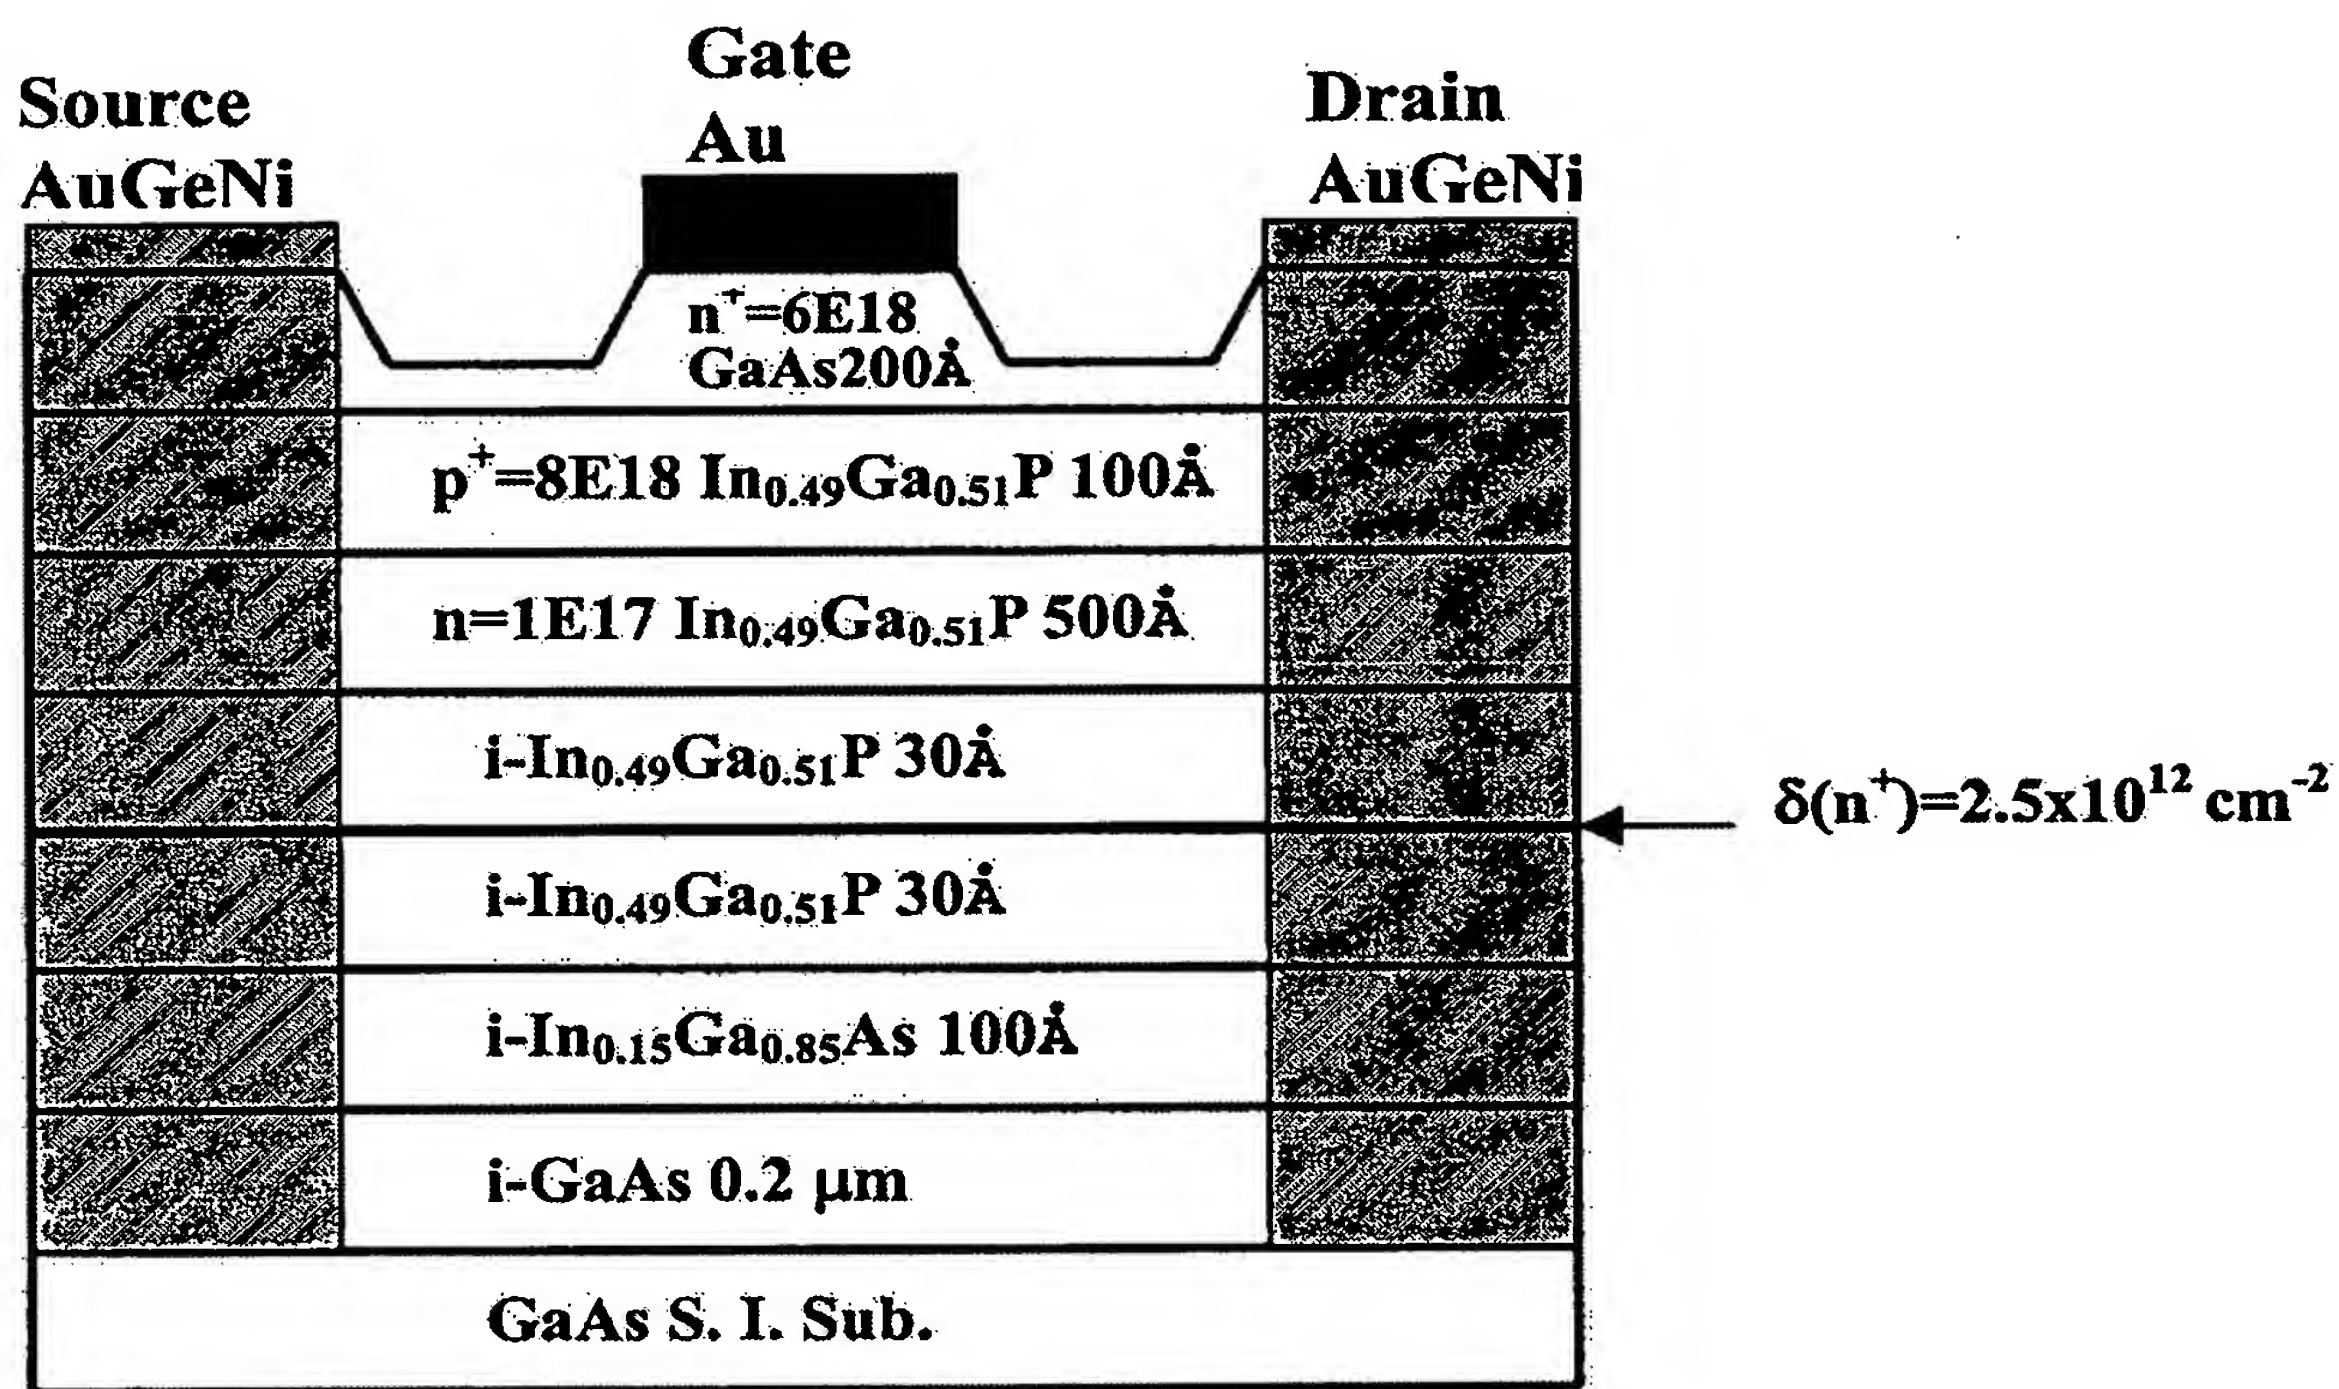 Gate
Au
Source
AuGeNi
Drain
AuGeNi
n⁺=6E18
GaAs200Å
p⁺=8E18 In₀.₄₉Ga₀.₅₁P 100Å
n=1E17 In₀.₄₉Ga₀.₅₁P 500Å
i-In₀.₄₉Ga₀.₅₁P 30Å
δ(n⁺)=2.5x10¹² cm⁻²
i-In₀.₄₉Ga₀.₅₁P 30Å
i-In₀.₁₅Ga₀.₈₅As 100Å
i-GaAs 0.2 μm
GaAs S. I. Sub.